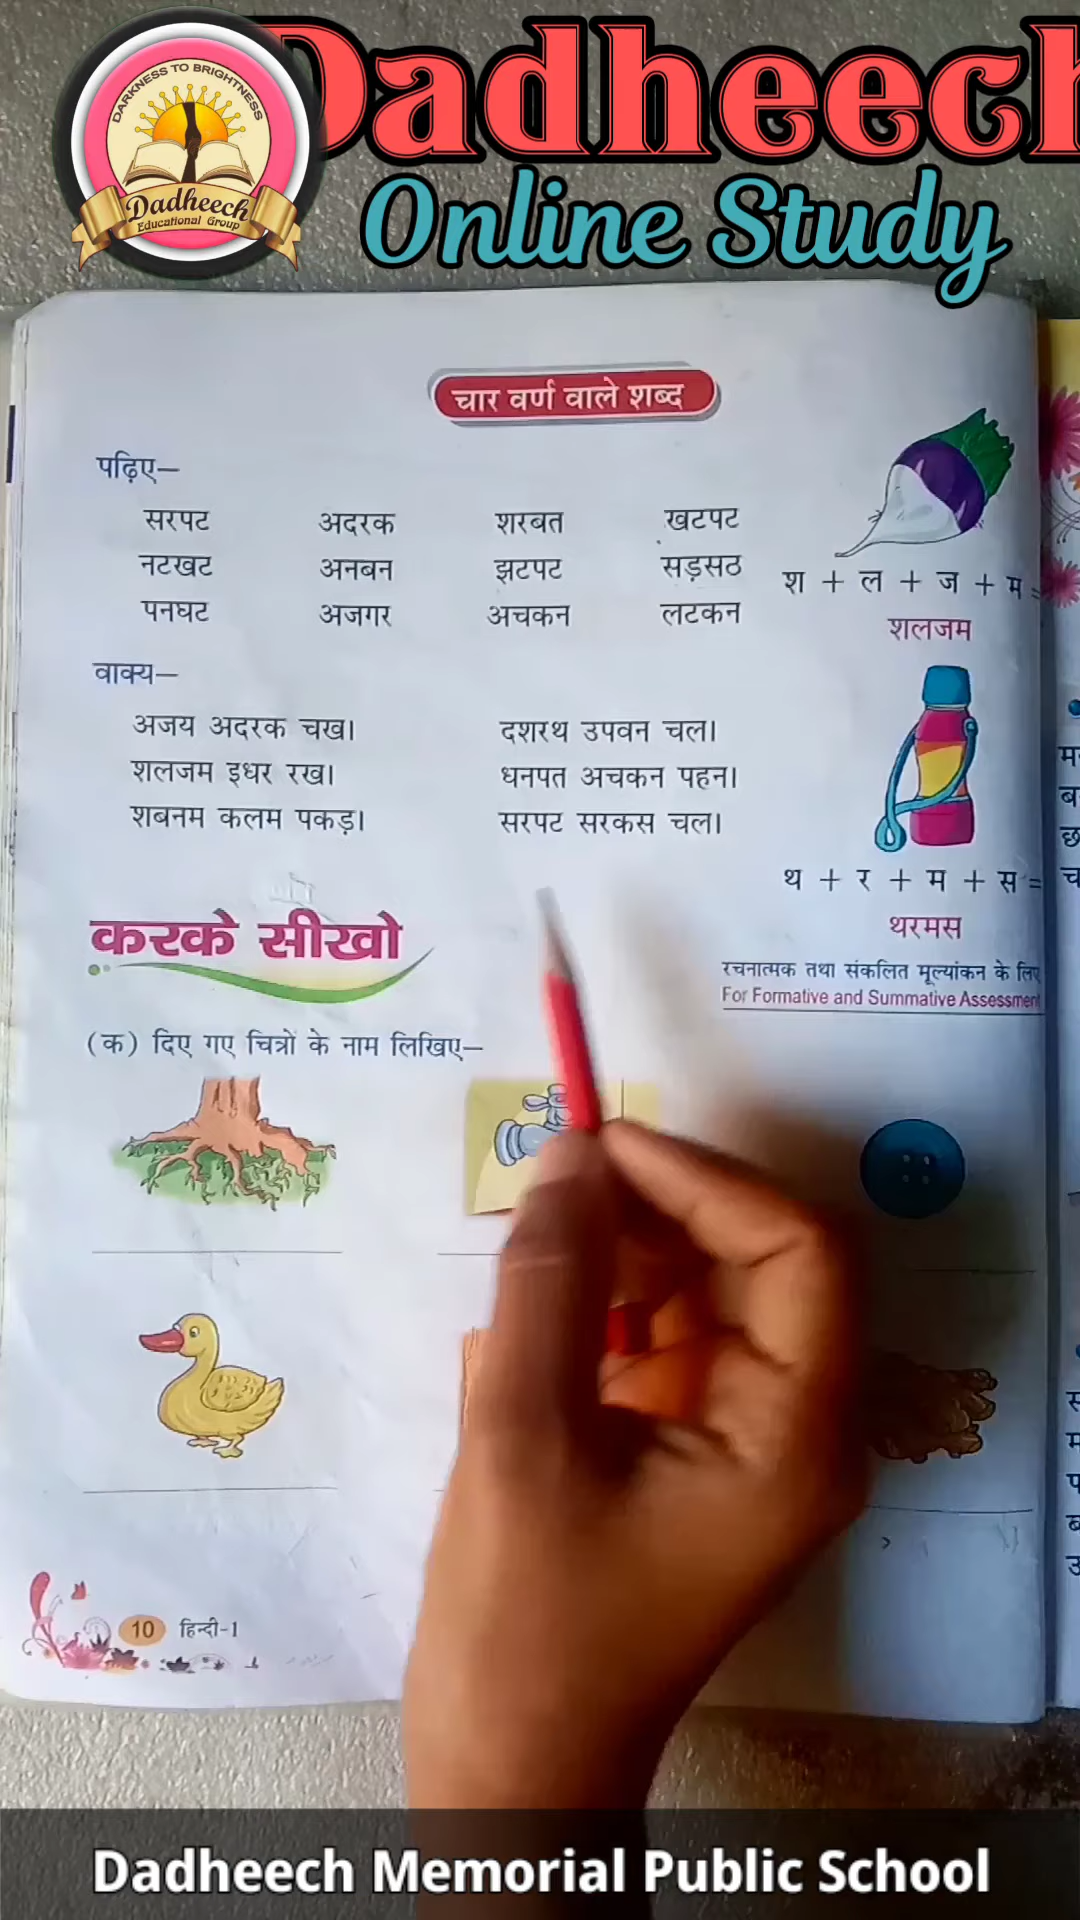 DARKNESS TO BRIGHTNESS
Dadheech
Educational Group
Dadheech
Online Study
चार वर्ण वाले शब्द
पढ़िए—
सरपट अदरक शरबत खटपट
नटखट अनबन झटपट सड़सठ
पनघट अजगर अचकन लटकन
श + ल + ज + म =
शलजम
वाक्य—
अजय अदरक चख। दशरथ उपवन चल।
शलजम इधर रख। धनपत अचकन पहन।
शबनम कलम पकड़। सरपट सरकस चल।
थ + र + म + स =
थरमस
करके सीखो
रचनात्मक तथा संकलित मूल्यांकन के लिए
For Formative and Summative Assessment
(क) दिए गए चित्रों के नाम लिखिए—
10 हिन्दी-1
Dadheech Memorial Public School